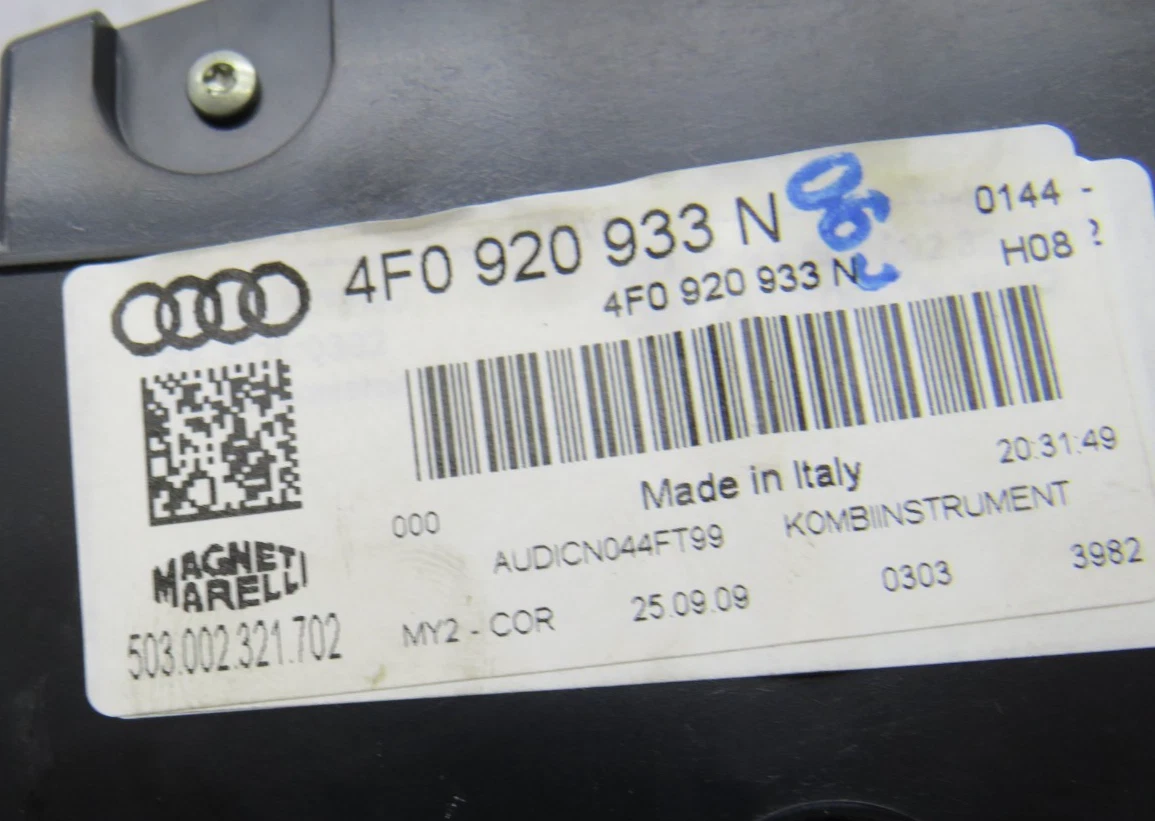 4F0 920 933 N
0144 -
4F0 920 933 N
H08 ?
20:31:49
Made in Italy
000
AUDICN044FT99 KOMBIINSTRUMENT
MAGNETI
MARELLI
MY2 - COR 25.09.09 0303 3982
503.002.321.702